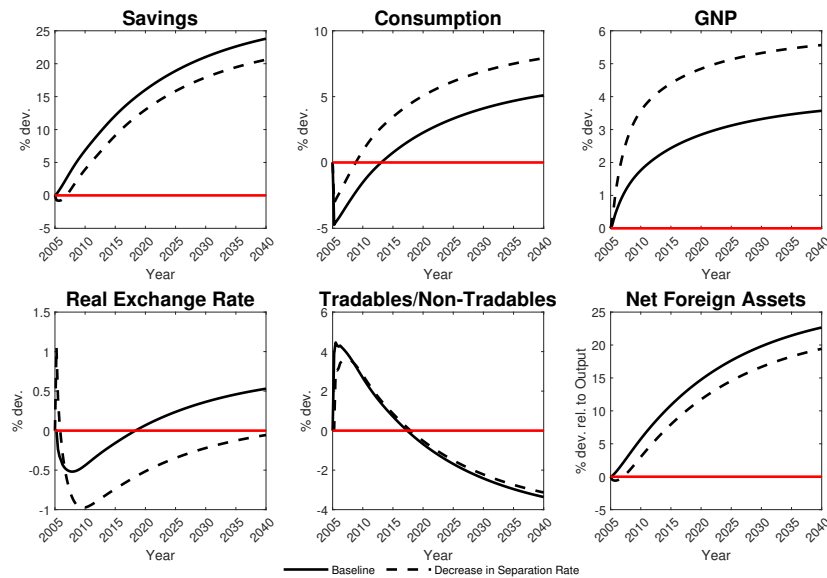 Savings
25
20
15
10
5
0
-5
% dev.
2005 2010 2015 2020 2025 2030 2035 2040
Year
Consumption
10
5
0
-5
% dev.
2005 2010 2015 2020 2025 2030 2035 2040
Year
GNP
6
5
4
3
2
1
0
% dev.
2005 2010 2015 2020 2025 2030 2035 2040
Year
Real Exchange Rate
1.5
1
0.5
0
-0.5
-1
% dev.
2005 2010 2015 2020 2025 2030 2035 2040
Year
Tradables/Non-Tradables
6
4
2
0
-2
-4
% dev.
2005 2010 2015 2020 2025 2030 2035 2040
Year
Net Foreign Assets
25
20
15
10
5
0
-5
% dev. rel. to Output
2005 2010 2015 2020 2025 2030 2035 2040
Year
Baseline Decrease in Separation Rate